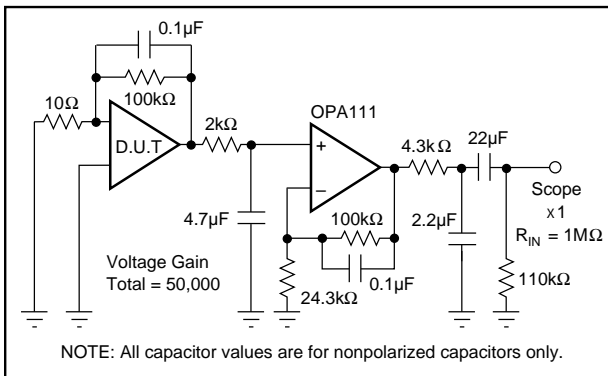 0.1μF
100kΩ
10Ω
D.U.T
2kΩ
4.7μF
OPA111
+
–
100kΩ
0.1μF
24.3kΩ
4.3kΩ
22μF
2.2μF
110kΩ
Scope
x1
RIN = 1MΩ
Voltage Gain
Total = 50,000
NOTE: All capacitor values are for nonpolarized capacitors only.